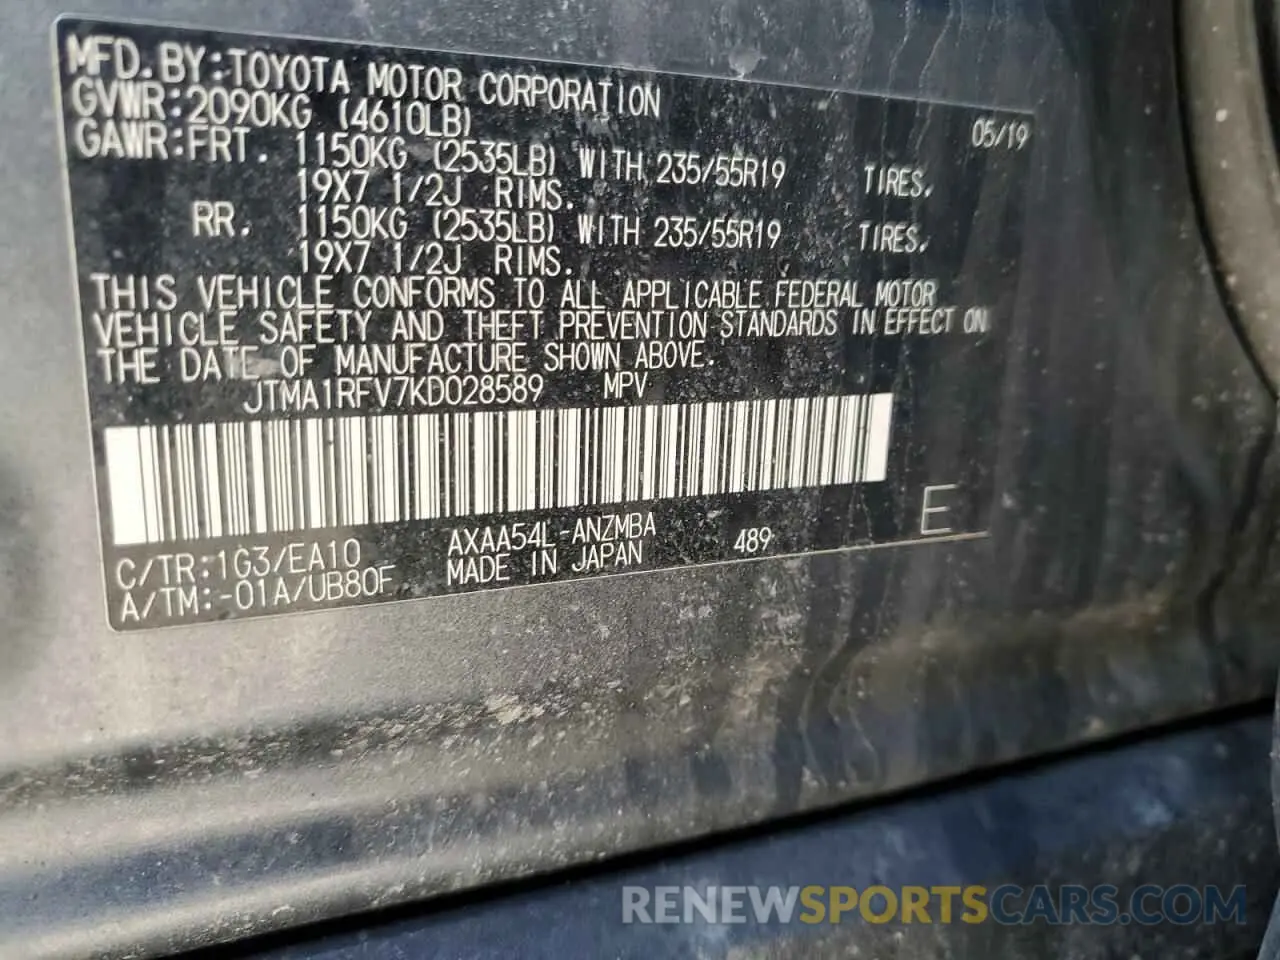 MFD.BY:TOYOTA MOTOR CORPORATION 05/19
GVWR:2090KG (4610LB)
GAWR:FRT. 1150KG (2535LB) WITH 235/55R19 TIRES,
19X7 1/2J RIMS.
RR. 1150KG (2535LB) WITH 235/55R19 TIRES,
19X7 1/2J RIMS.
THIS VEHICLE CONFORMS TO ALL APPLICABLE FEDERAL MOTOR
VEHICLE SAFETY AND THEFT PREVENTION STANDARDS IN EFFECT ON
THE DATE OF MANUFACTURE SHOWN ABOVE.
JTMA1RFV7KD028589 MPV
C/TR:1G3/EA10 AXAA54L-ANZMBA 489 E
A/TM:-01A/UB80F MADE IN JAPAN
RENEWSPORTSCARS.COM